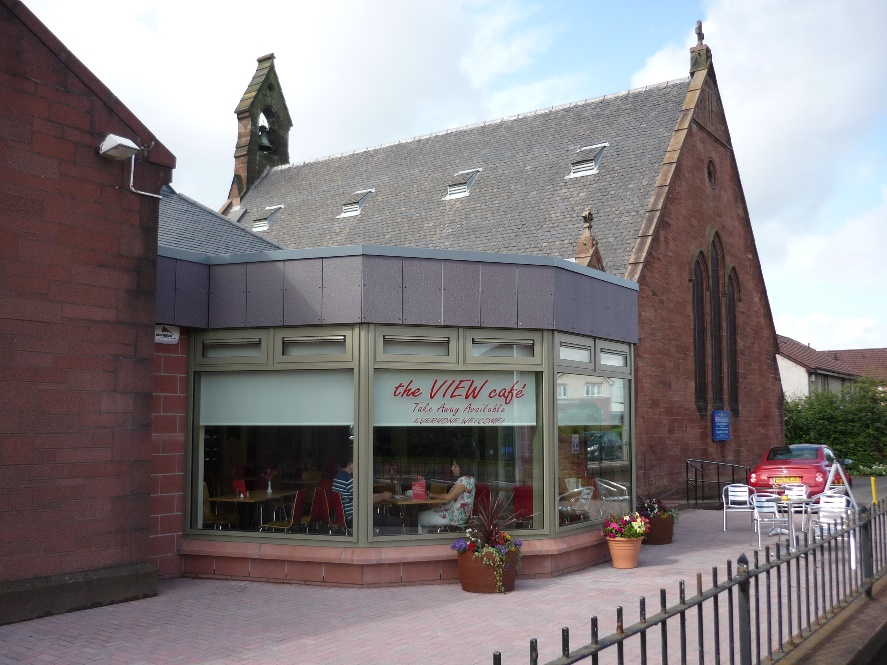 the VIEW café
Take Away Available
EVERYONE WELCOME!